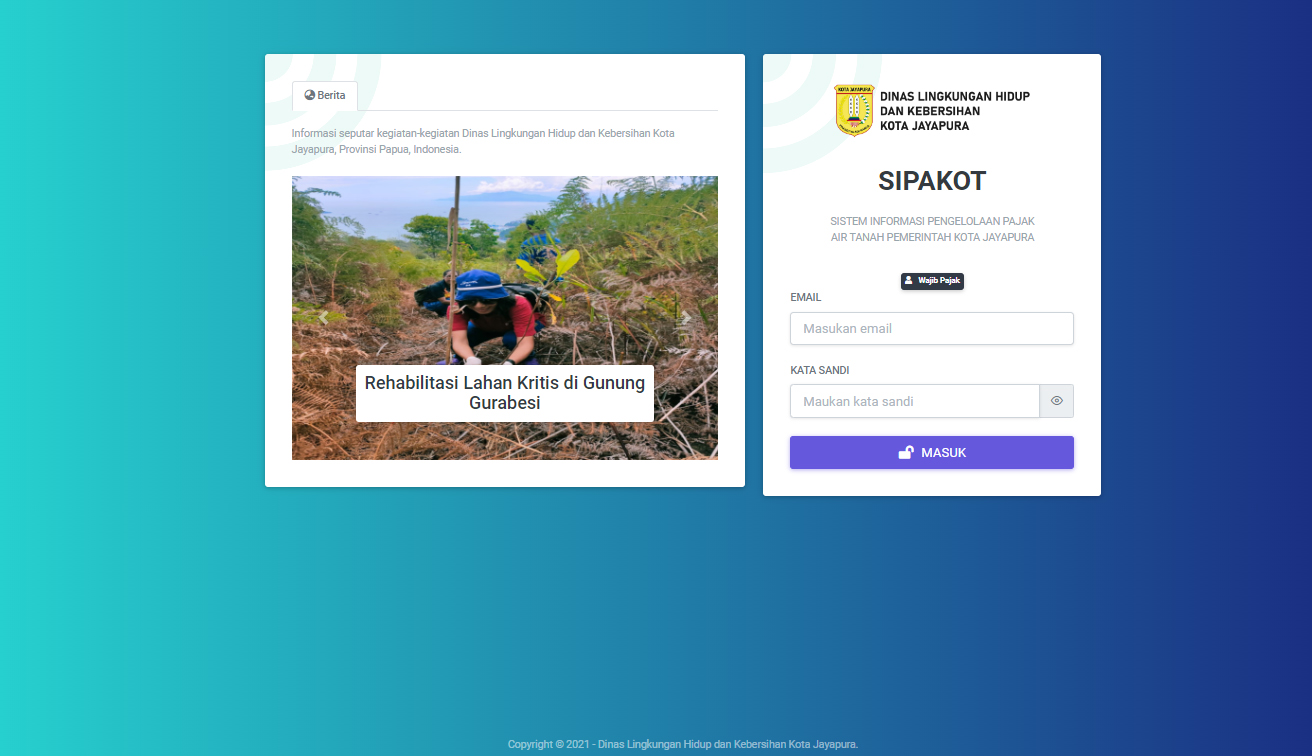 Berita
Informasi seputar kegiatan-kegiatan Dinas Lingkungan Hidup dan Kebersihan Kota
Jayapura, Provinsi Papua, Indonesia.
Rehabilitasi Lahan Kritis di Gunung
Gurabesi
KOTA JAYAPURA
DINAS LINGKUNGAN HIDUP
DAN KEBERSIHAN
KOTA JAYAPURA
SIPAKOT
SISTEM INFORMASI PENGELOLAAN PAJAK
AIR TANAH PEMERINTAH KOTA JAYAPURA
Wajib Pajak
EMAIL
Masukan email
KATA SANDI
Maukan kata sandi
MASUK
Copyright © 2021 - Dinas Lingkungan Hidup dan Kebersihan Kota Jayapura.